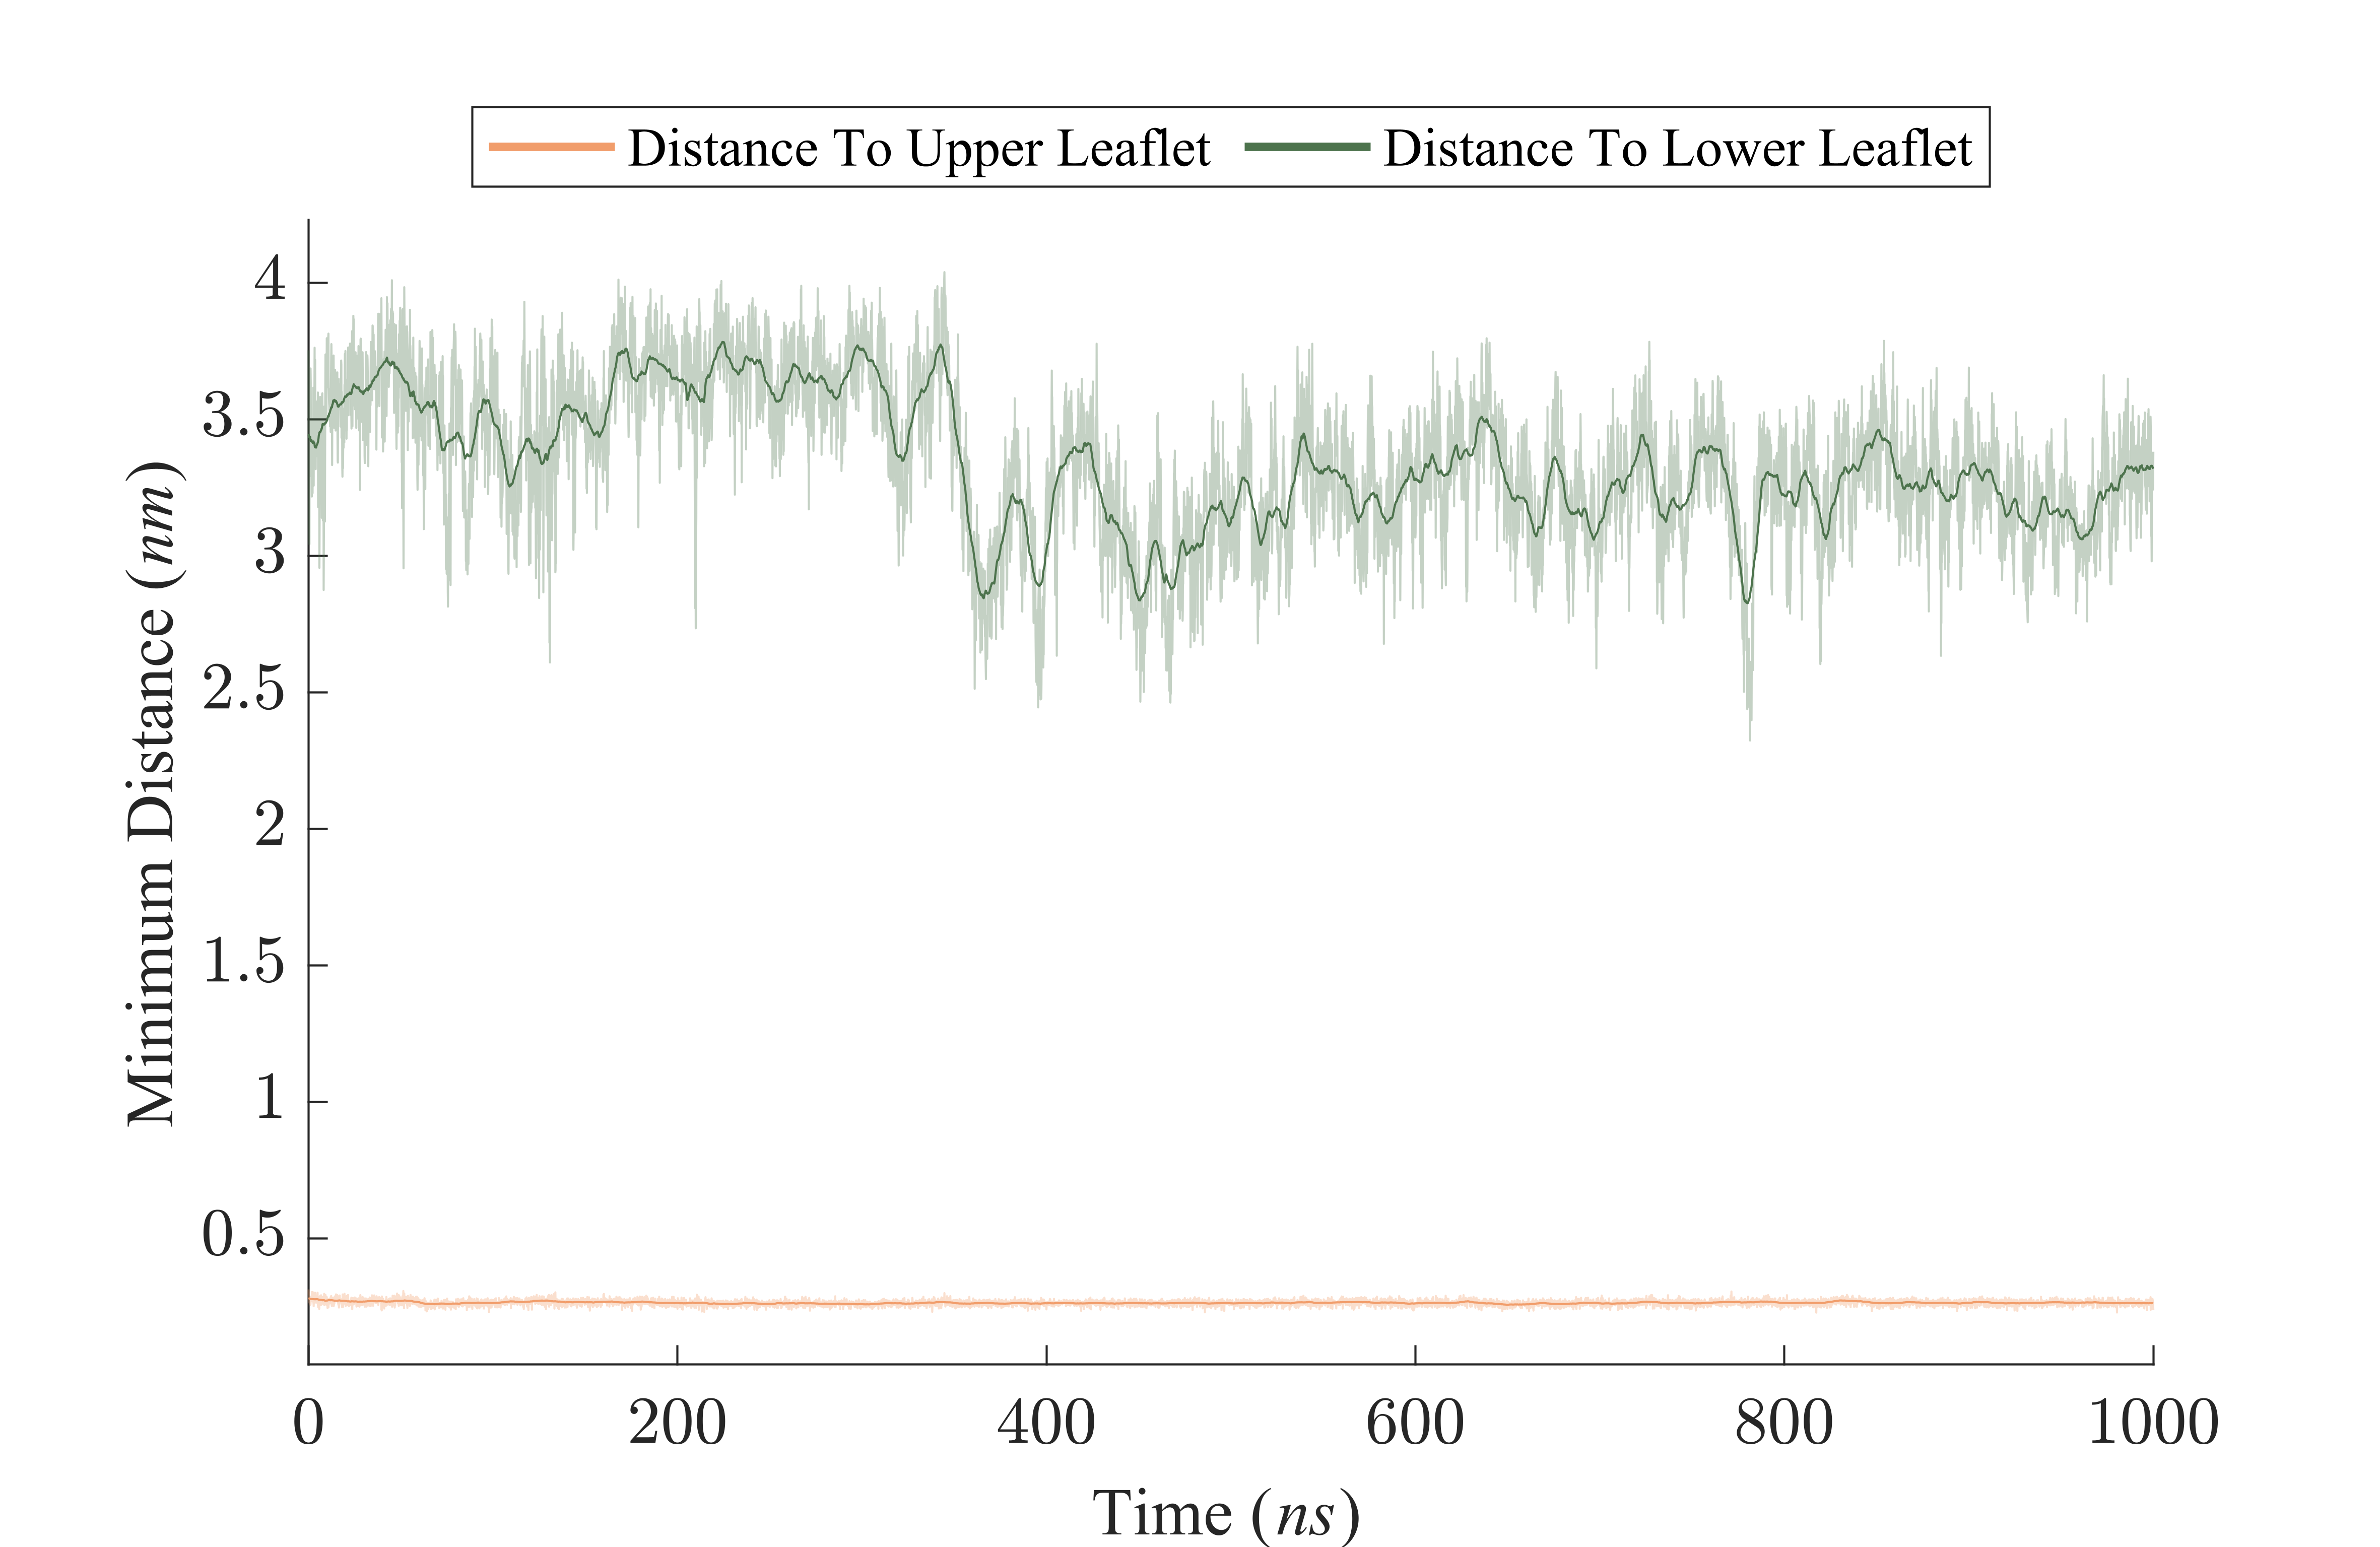 Distance To Upper Leaflet Distance To Lower Leaflet
4
3.5
3
2.5
2
1.5
1
0.5
Minimum Distance (nm)
0 200 400 600 800 1000
Time (ns)